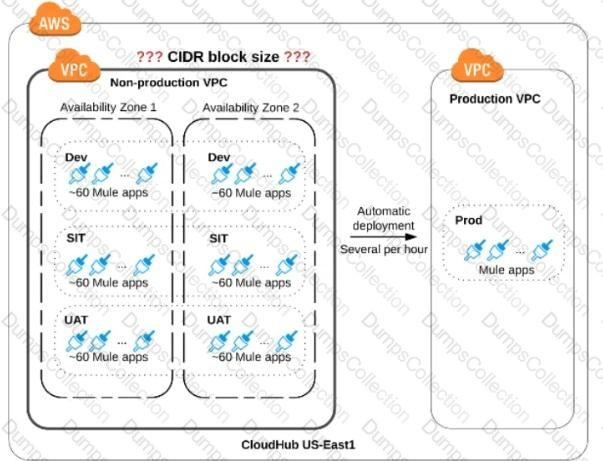 AWS
??? CIDR block size ???
VPC
Non-production VPC
Availability Zone 1
Availability Zone 2
Dev
... 
~60 Mule apps
Dev
...
~60 Mule apps
SIT
...
~60 Mule apps
SIT
...
~60 Mule apps
UAT
...
~60 Mule apps
UAT
...
~60 Mule apps
Automatic
deployment
Several per hour
VPC
Production VPC
Prod
...
Mule apps
CloudHub US-East1
DumpsCollection